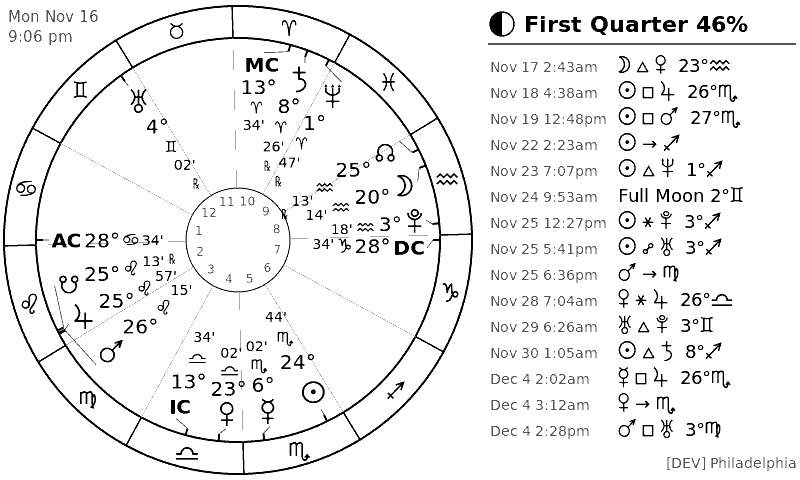 Mon Nov 16
9:06 pm
♉ ♈
♊ ♓
MC ♄
13° 8° ♆
♅ ♈ ♈ 1°
4° 34' 26' ♈
♊ ℞ 47'
02' ℞
℞
25° ☊
♋ ♒ 20° ☽ ♒
13' ℞
14' ♒
12 11 10 9
1 8
2 7
3 4 5 6
18' ♒ 3° ♇
AC 28° ♋ 34'
34' ♑ 28° DC
☋ 25° ♌ 13' ℞
♃ 25° ♌ 57'
♂ 26° ♌ 15'
♌ ♑
34' 44'
♎ 02' 02' ♏
13° ♎ ♏ 24°
23° 6°
IC ♀ ☿ ☉
♍ ♐
♎ ♏
First Quarter 46%
Nov 17 2:43am ☽ △ ♀ 23°♒
Nov 18 4:38am ☉ □ ♃ 26°♏
Nov 19 12:48pm ☉ □ ♂ 27°♏
Nov 22 2:23am ☉ → ♐
Nov 23 7:07pm ☉ △ ♆ 1°♐
Nov 24 9:53am Full Moon 2°♊
Nov 25 12:27pm ☉ ⚹ ♇ 3°♐
Nov 25 5:41pm ☉ ☍ ♅ 3°♐
Nov 25 6:36pm ♂ → ♍
Nov 28 7:04am ♀ ⚹ ♃ 26°♎
Nov 29 6:26am ♅ △ ♇ 3°♊
Nov 30 1:05am ☉ △ ♄ 8°♐
Dec 4 2:02am ☿ □ ♃ 26°♏
Dec 4 3:12am ♀ → ♏
Dec 4 2:28pm ♂ □ ♅ 3°♍
[DEV] Philadelphia